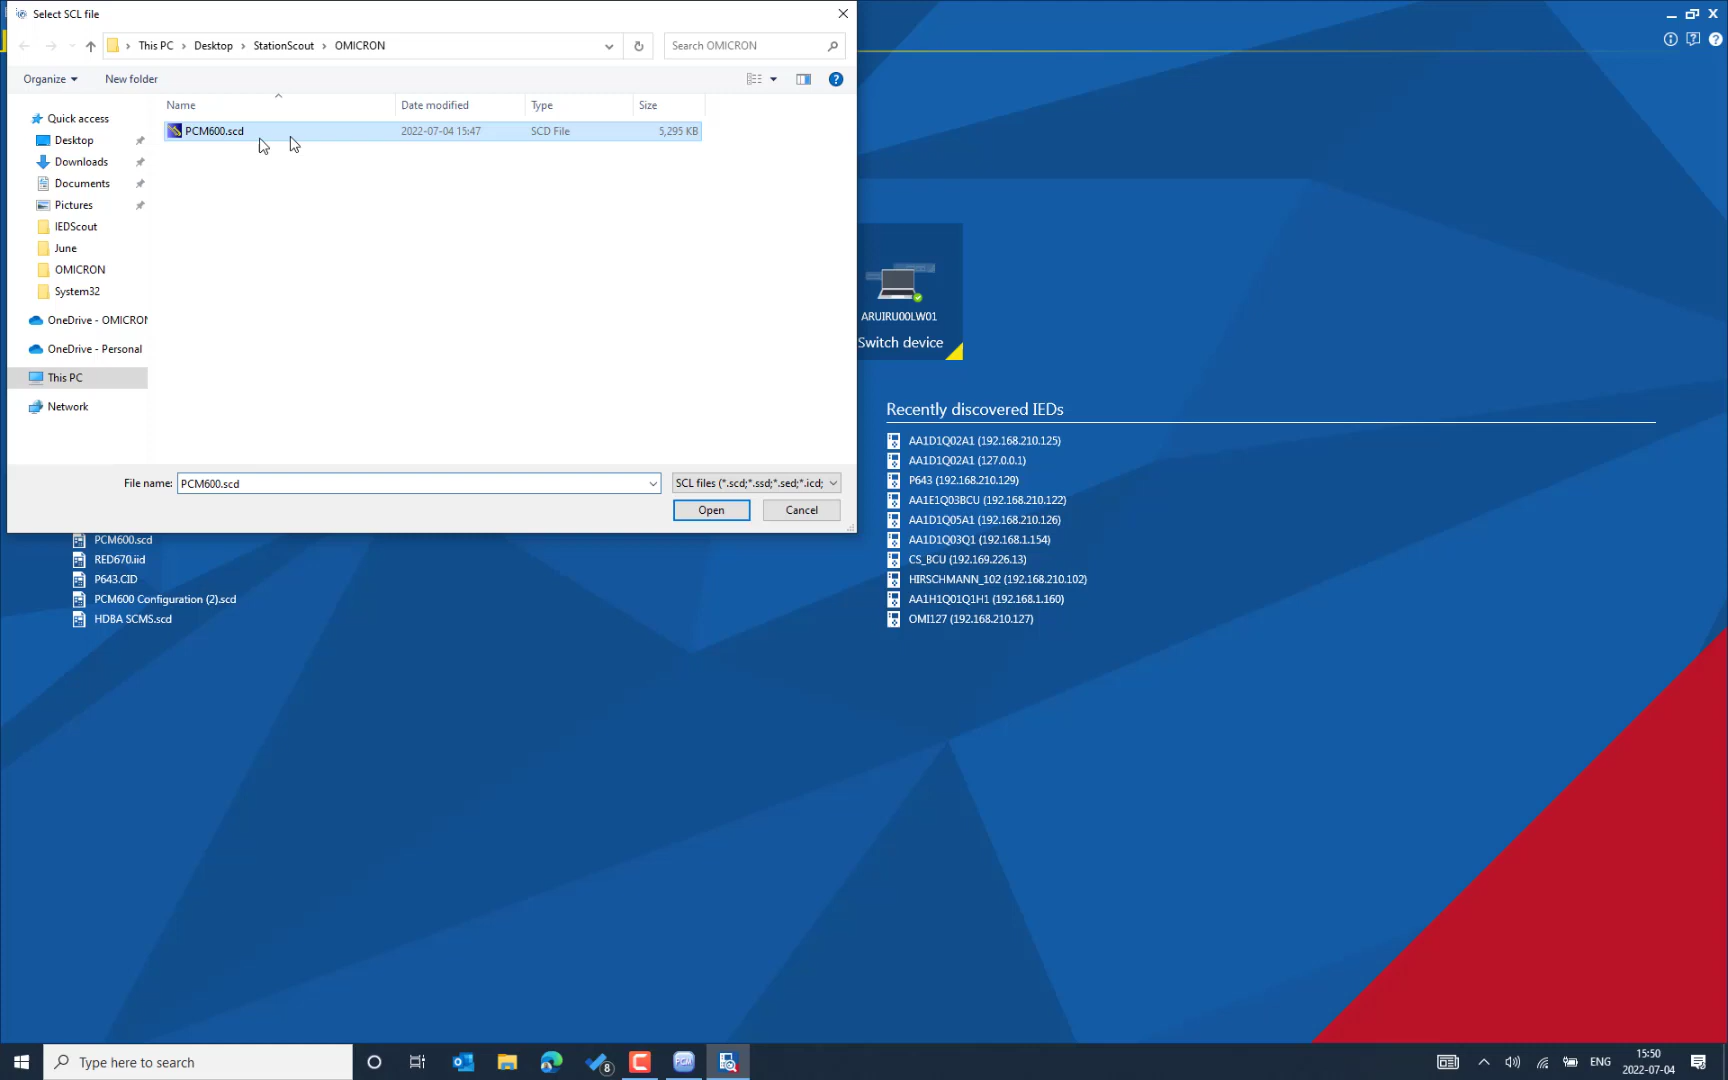 Select SCL file
This PC > Desktop > StationScout > OMICRON
Search OMICRON
Organize
New folder
Name
Date modified
Type
Size
PCM600.scd
2022-07-04 15:47
SCD File
5,295 KB
Quick access
Desktop
Downloads
Documents
Pictures
IEDScout
June
OMICRON
System32
OneDrive - OMICRON
OneDrive - Personal
This PC
Network
File name:
PCM600.scd
SCL files (*.scd;*.ssd;*.sed;*.icd;
Open
Cancel
ARUIRU00LW01
Switch device
PCM600.scd
RED670.iid
P643.CID
PCM600 Configuration (2).scd
HDBA SCMS.scd
Recently discovered IEDs
AA1D1Q02A1 (192.168.210.125)
AA1D1Q02A1 (127.0.0.1)
P643 (192.168.210.129)
AA1E1Q03BCU (192.168.210.122)
AA1D1Q05A1 (192.168.210.126)
AA1D1Q03Q1 (192.168.1.154)
CS_BCU (192.169.226.13)
HIRSCHMANN_102 (192.168.210.102)
AA1H1Q01Q1H1 (192.168.1.160)
OMI127 (192.168.210.127)
Type here to search
8
PCM
ENG
15:50
2022-07-04